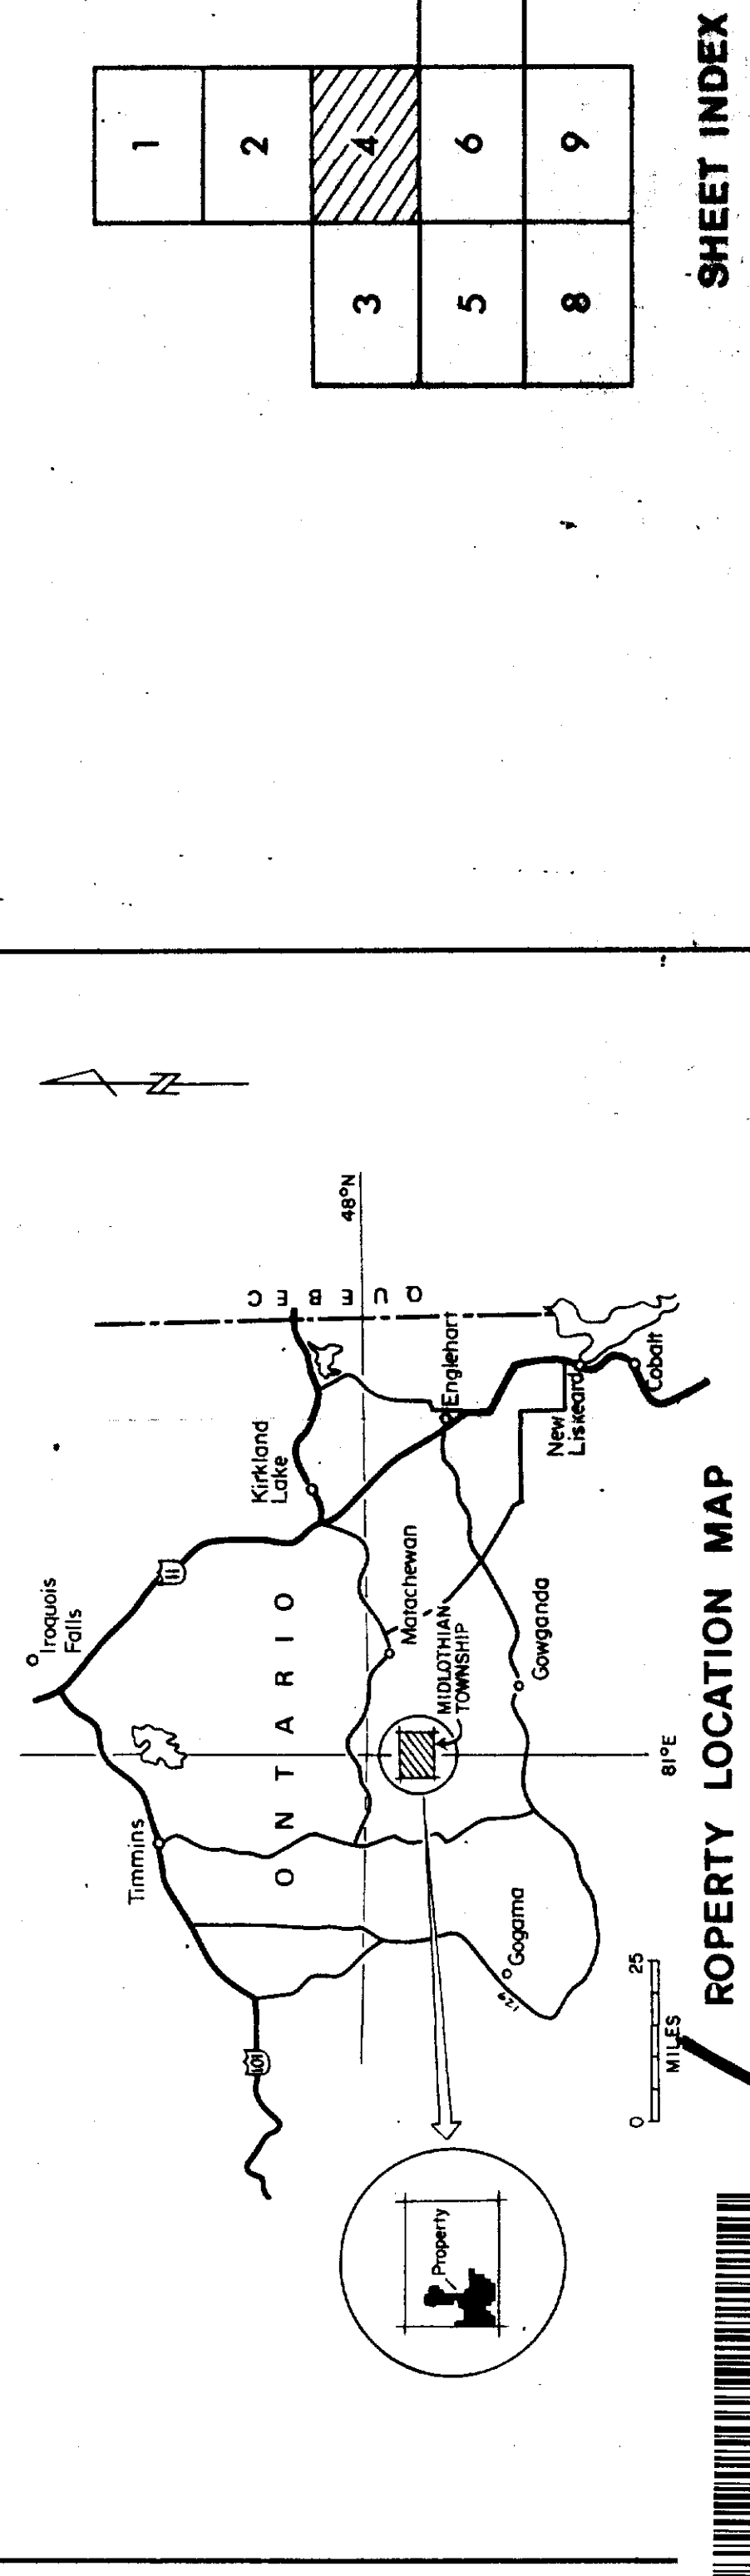 Iroquois
Falls
11
Timmins
Kirkland
Lake
101
ONTARIO
QUEBEC
48°N
Matachewan
MIDLOTHIAN
TOWNSHIP
Englehart
Property
Gogama
129
Gowganda
New
Liskeard
Cobalt
81°E
0 25
MILES
ROPERTY LOCATION MAP
N
1
2
3 4
5 6
8 9
SHEET INDEX